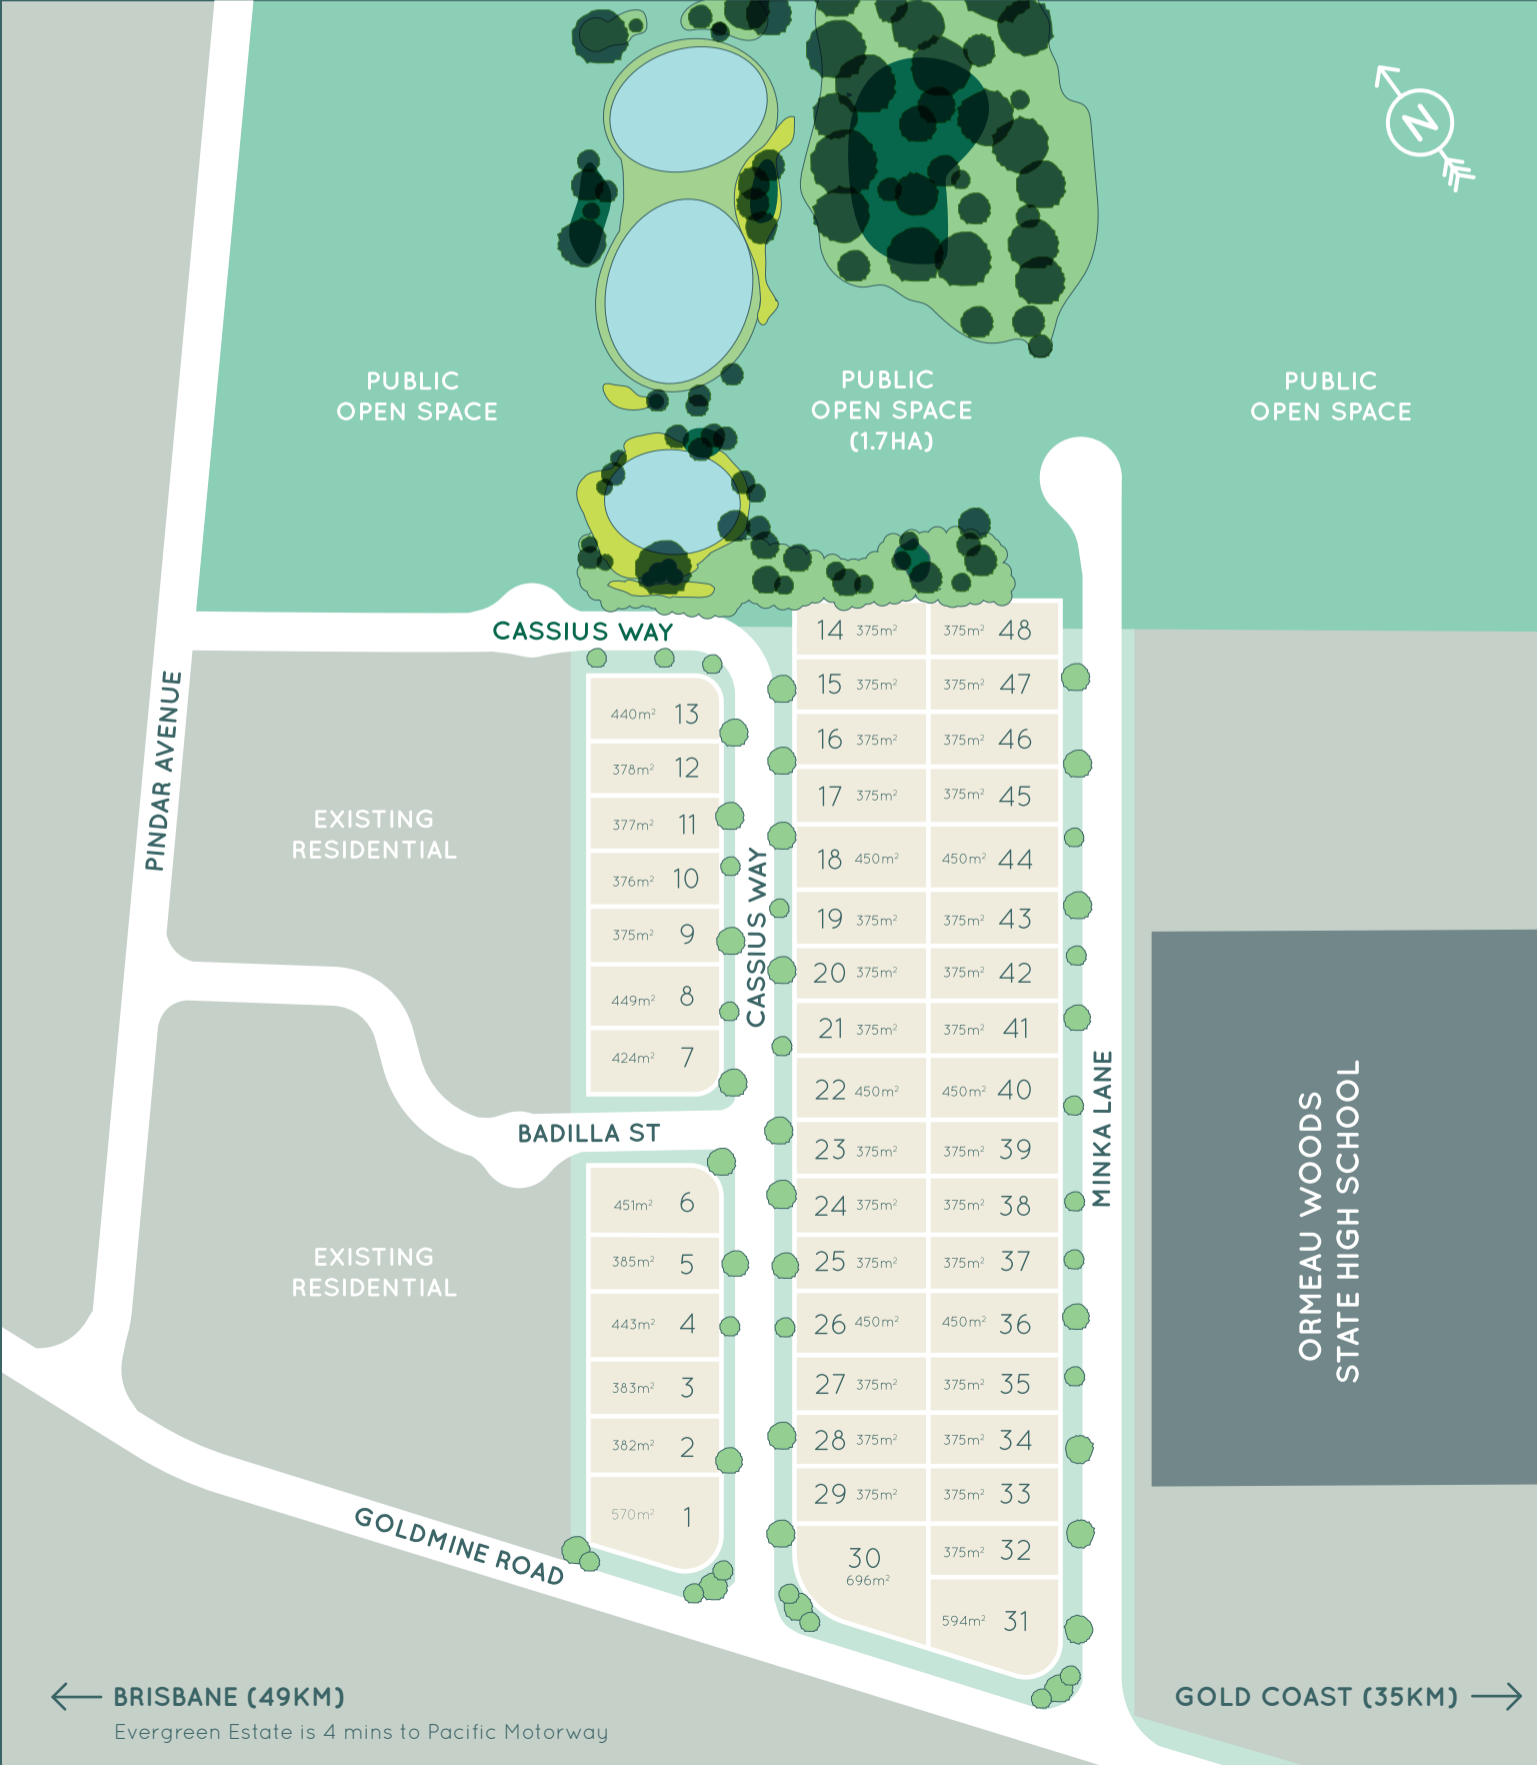 N
PUBLIC
OPEN SPACE
PUBLIC
OPEN SPACE
(1.7HA)
PUBLIC
OPEN SPACE
CASSIUS WAY
PINDAR AVENUE
EXISTING
RESIDENTIAL
440m² 13
378m² 12
377m² 11
376m² 10
375m² 9
449m² 8
424m² 7
CASSIUS WAY
BADILLA ST
EXISTING
RESIDENTIAL
451m² 6
385m² 5
443m² 4
383m² 3
382m² 2
570m² 1
14 375m² 375m² 48
15 375m² 375m² 47
16 375m² 375m² 46
17 375m² 375m² 45
18 450m² 450m² 44
19 375m² 375m² 43
20 375m² 375m² 42
21 375m² 375m² 41
22 450m² 450m² 40
23 375m² 375m² 39
24 375m² 375m² 38
25 375m² 375m² 37
26 450m² 450m² 36
27 375m² 375m² 35
28 375m² 375m² 34
29 375m² 375m² 33
30
696m²
375m² 32
594m² 31
MINKA LANE
ORMEAU WOODS
STATE HIGH SCHOOL
GOLDMINE ROAD
BRISBANE (49KM)
Evergreen Estate is 4 mins to Pacific Motorway
GOLD COAST (35KM)